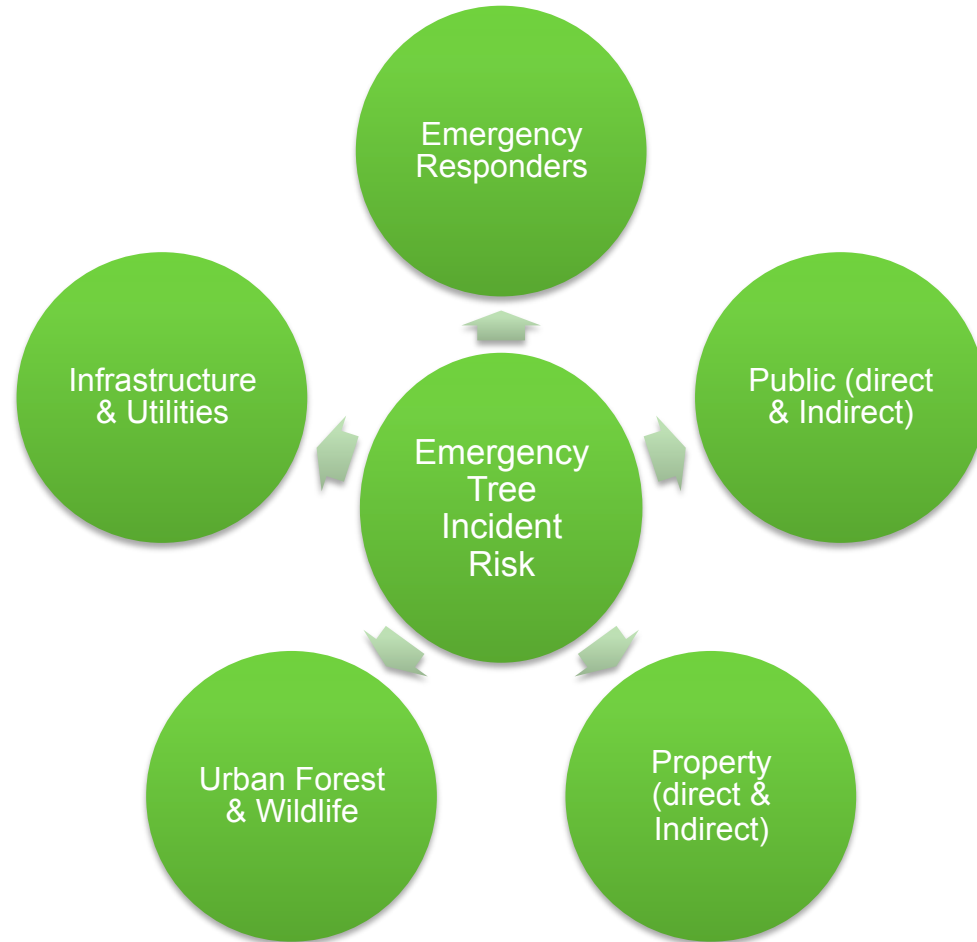 Emergency
Responders
Infrastructure
& Utilities
Public (direct
& Indirect)
Emergency
Tree
Incident
Risk
Urban Forest
& Wildlife
Property
(direct &
Indirect)